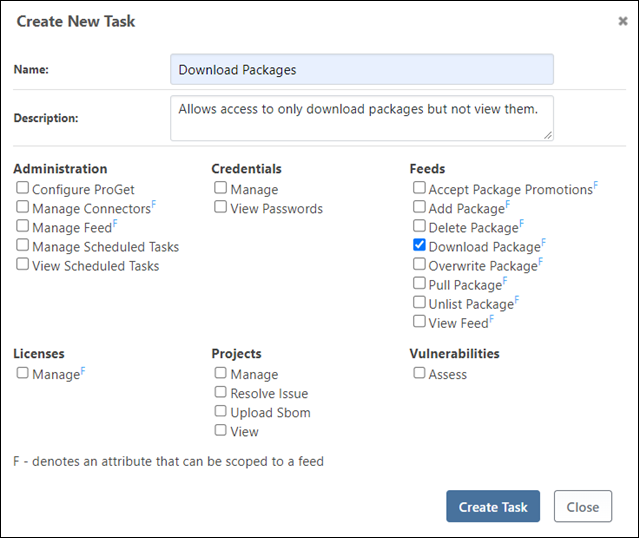 Create New Task
Name:
Download Packages
Description:
Allows access to only download packages but not view them.
Administration
Configure ProGet
Manage Connectors F
Manage Feed F
Manage Scheduled Tasks
View Scheduled Tasks
Credentials
Manage
View Passwords
Feeds
Accept Package Promotions F
Add Package F
Delete Package F
Download Package F
Overwrite Package F
Pull Package F
Unlist Package F
View Feed F
Licenses
Manage F
Projects
Manage
Resolve Issue
Upload Sbom
View
Vulnerabilities
Assess
F - denotes an attribute that can be scoped to a feed
Create Task
Close